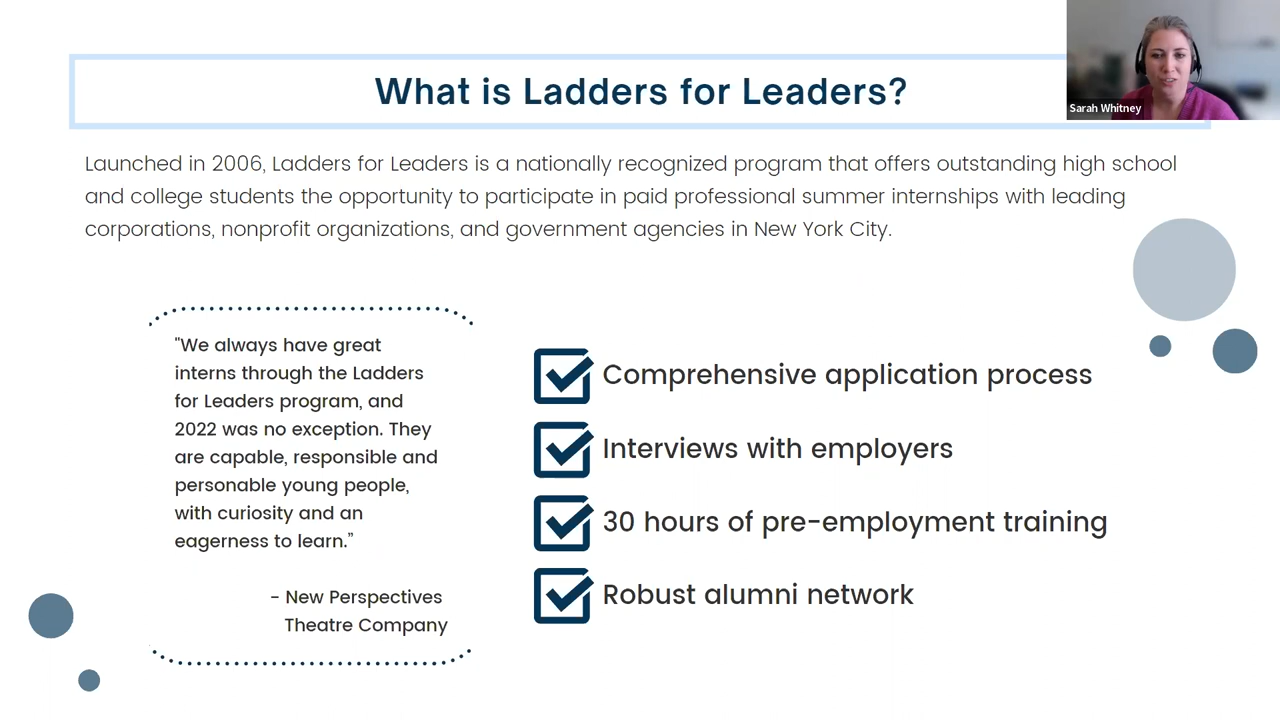 What is Ladders for Leaders?
Sarah Whitney
Launched in 2006, Ladders for Leaders is a nationally recognized program that offers outstanding high school
and college students the opportunity to participate in paid professional summer internships with leading
corporations, nonprofit organizations, and government agencies in New York City.
"We always have great
interns through the Ladders
for Leaders program, and
2022 was no exception. They
are capable, responsible and
personable young people,
with curiosity and an
eagerness to learn.”
- New Perspectives
Theatre Company
Comprehensive application process
Interviews with employers
30 hours of pre-employment training
Robust alumni network